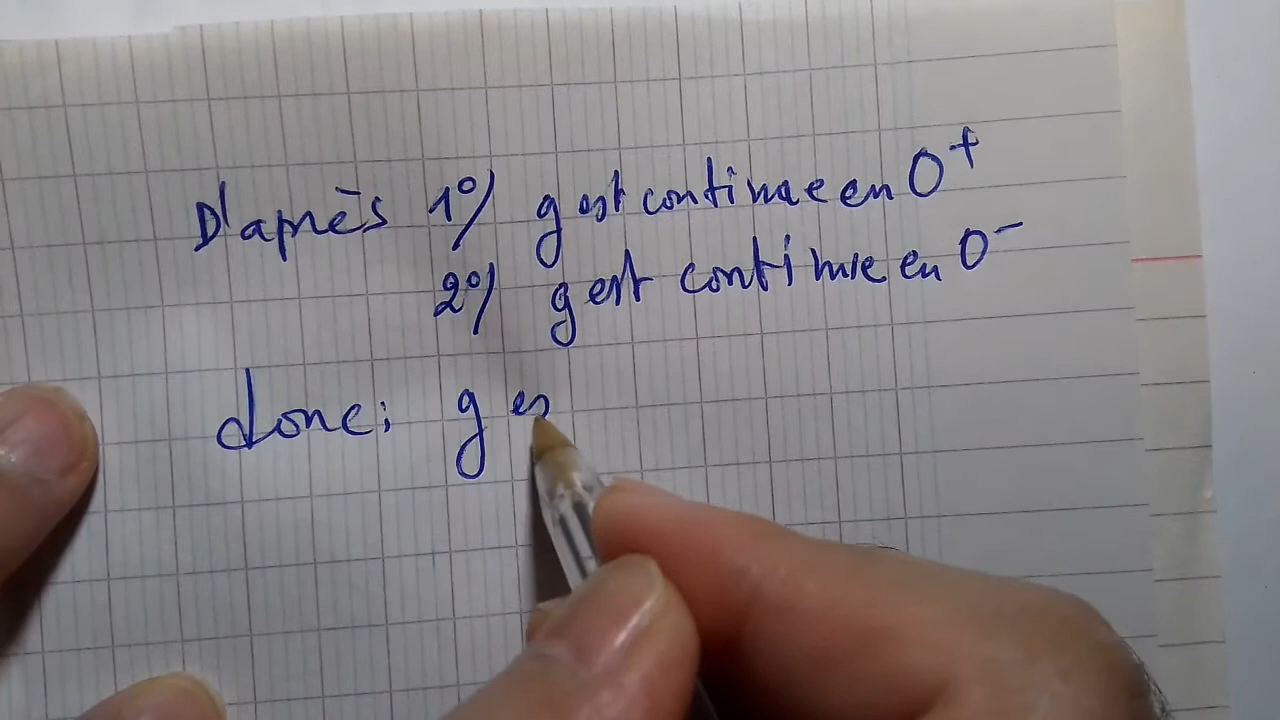 D'après 1°/ g est continue en 0⁺
2°/ g est continue en 0⁻
donc: g es